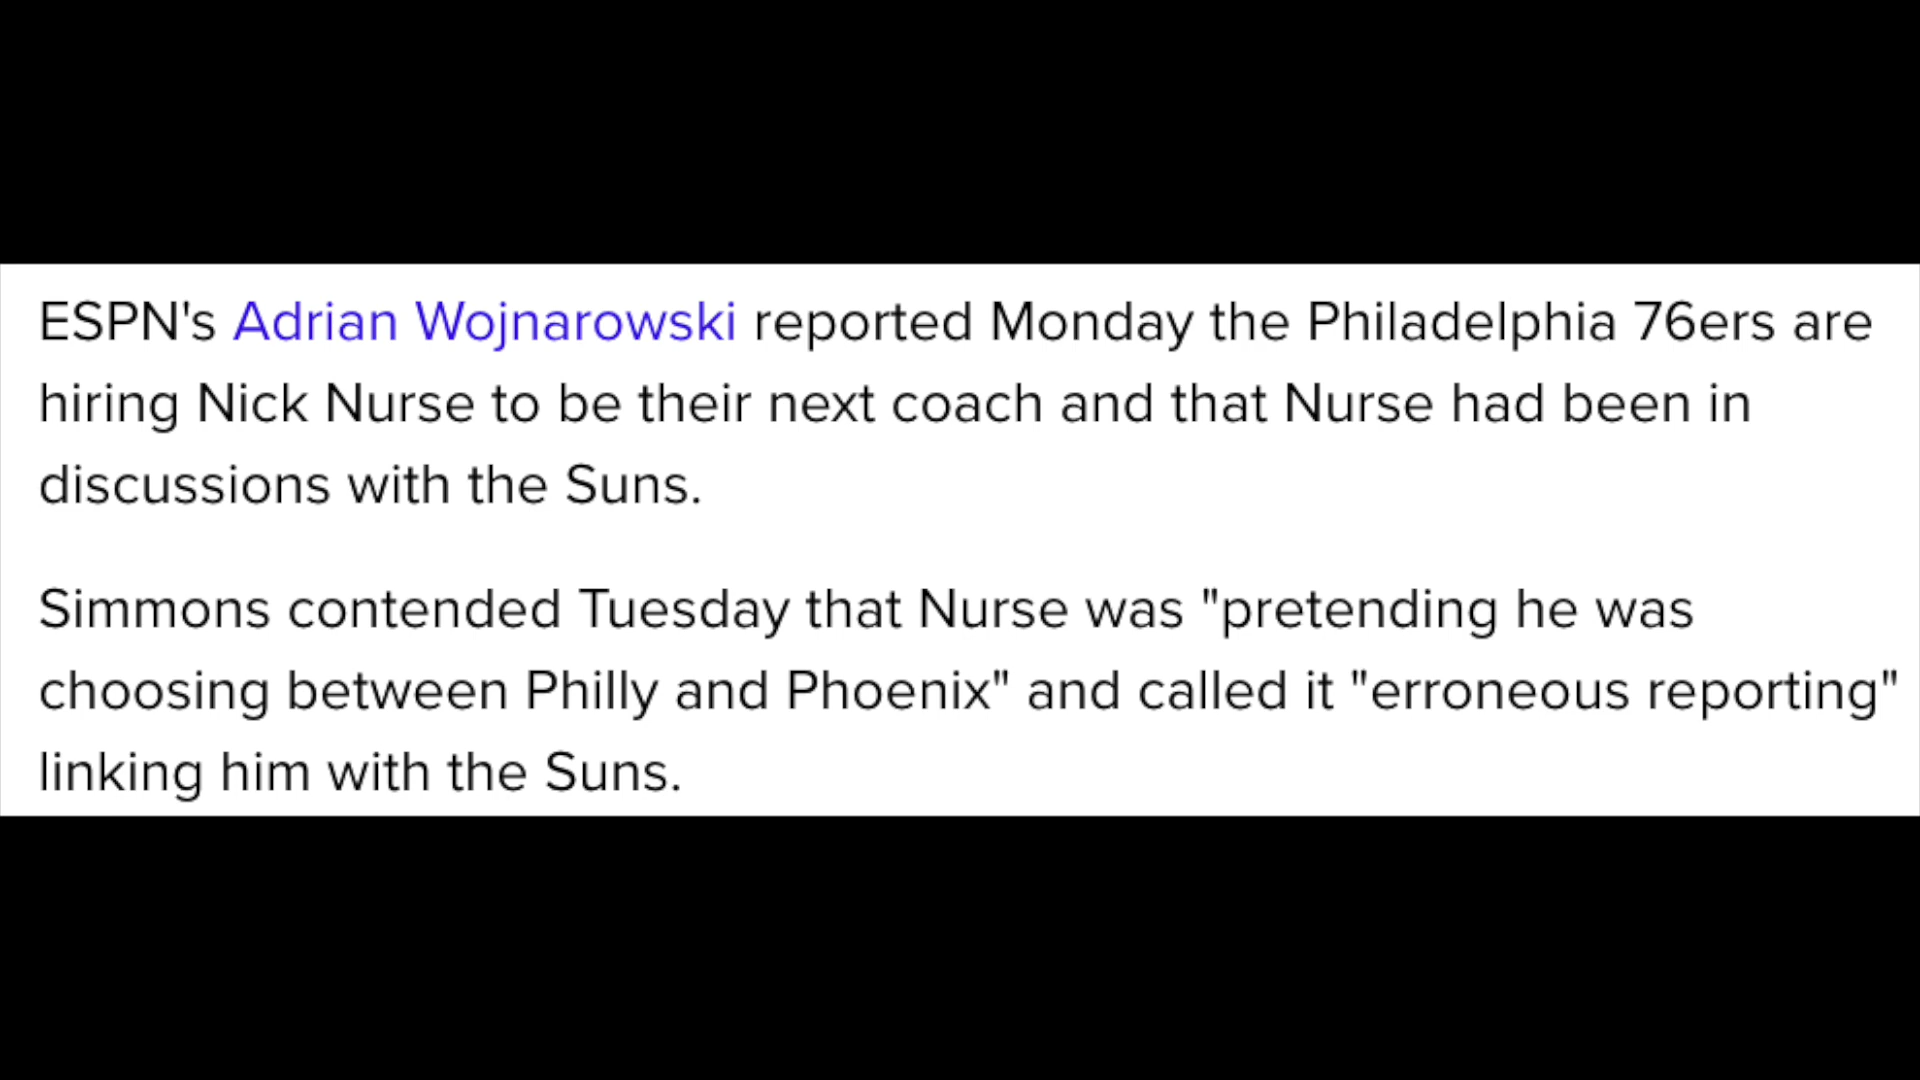 ESPN's Adrian Wojnarowski reported Monday the Philadelphia 76ers are
hiring Nick Nurse to be their next coach and that Nurse had been in
discussions with the Suns.
Simmons contended Tuesday that Nurse was "pretending he was
choosing between Philly and Phoenix" and called it "erroneous reporting"
linking him with the Suns.